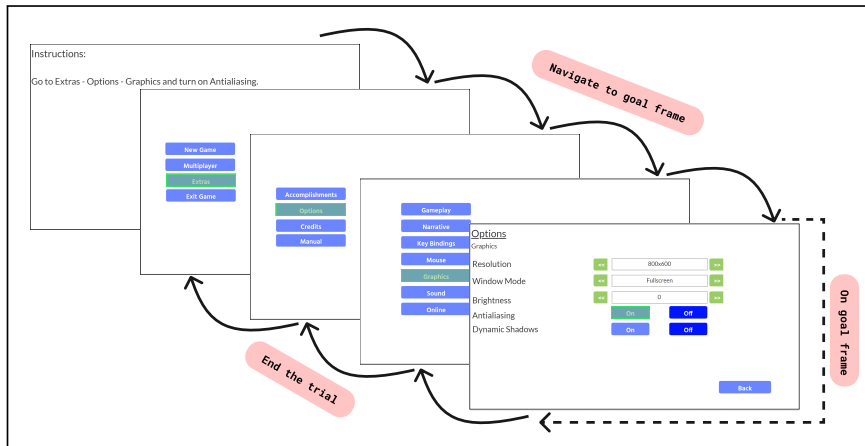 Instructions:
Go to Extras - Options - Graphics and turn on Antialiasing.
New Game
Multiplayer
Extras
Exit Game
Accomplishments
Options
Credits
Manual
Gameplay
Narrative
Key Bindings
Mouse
Graphics
Sound
Online
Options
Graphics
Resolution << 800x600 >>
Window Mode << Fullscreen >>
Brightness << 0 >>
Antialiasing On Off
Dynamic Shadows On Off
Back
Navigate to goal frame
On goal frame
End the trial